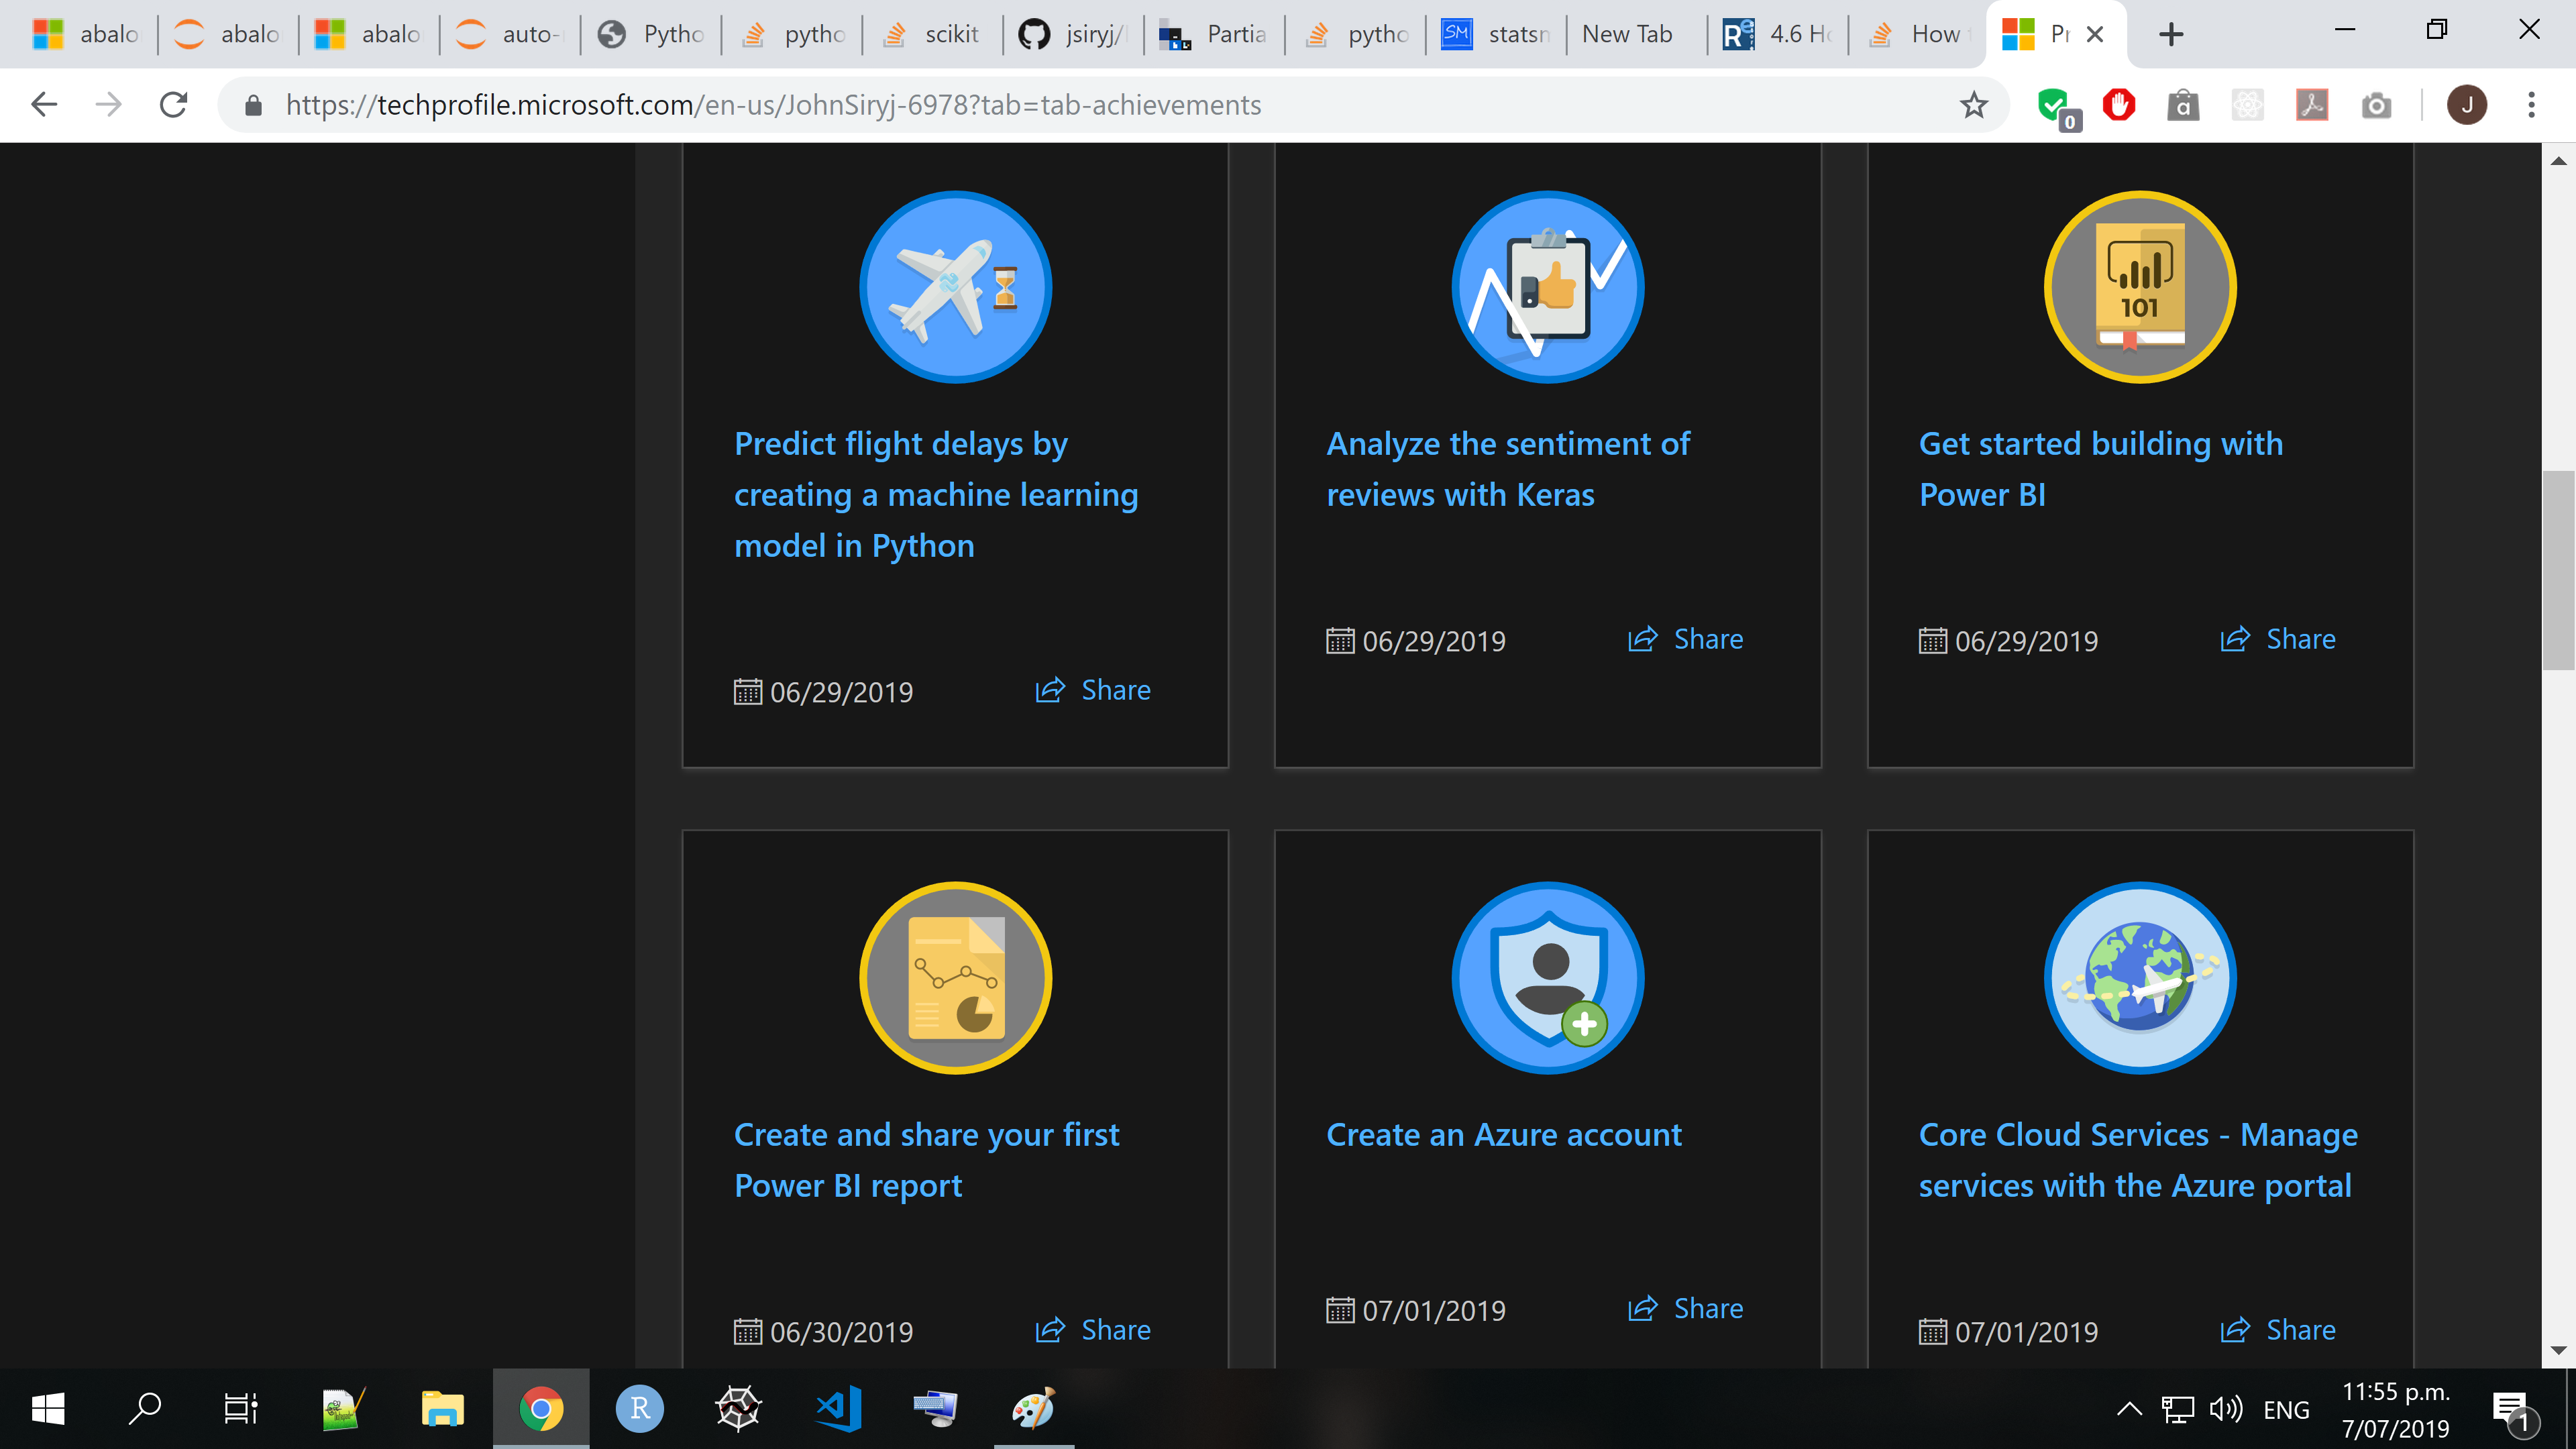 abalo
abalo
abalo
auto-
Pytho
pytho
scikit
jsiryj/
Partia
pytho
SM statsn
New Tab
Re 4.6 Ho
How
Pr
https://techprofile.microsoft.com/en-us/JohnSiryj-6978?tab=tab-achievements
0
a
J
101
Predict flight delays by
creating a machine learning
model in Python
06/29/2019 Share
Analyze the sentiment of
reviews with Keras
06/29/2019 Share
Get started building with
Power BI
06/29/2019 Share
Create and share your first
Power BI report
06/30/2019 Share
Create an Azure account
07/01/2019 Share
Core Cloud Services - Manage
services with the Azure portal
07/01/2019 Share
R
ENG
11:55 p.m.
7/07/2019
1